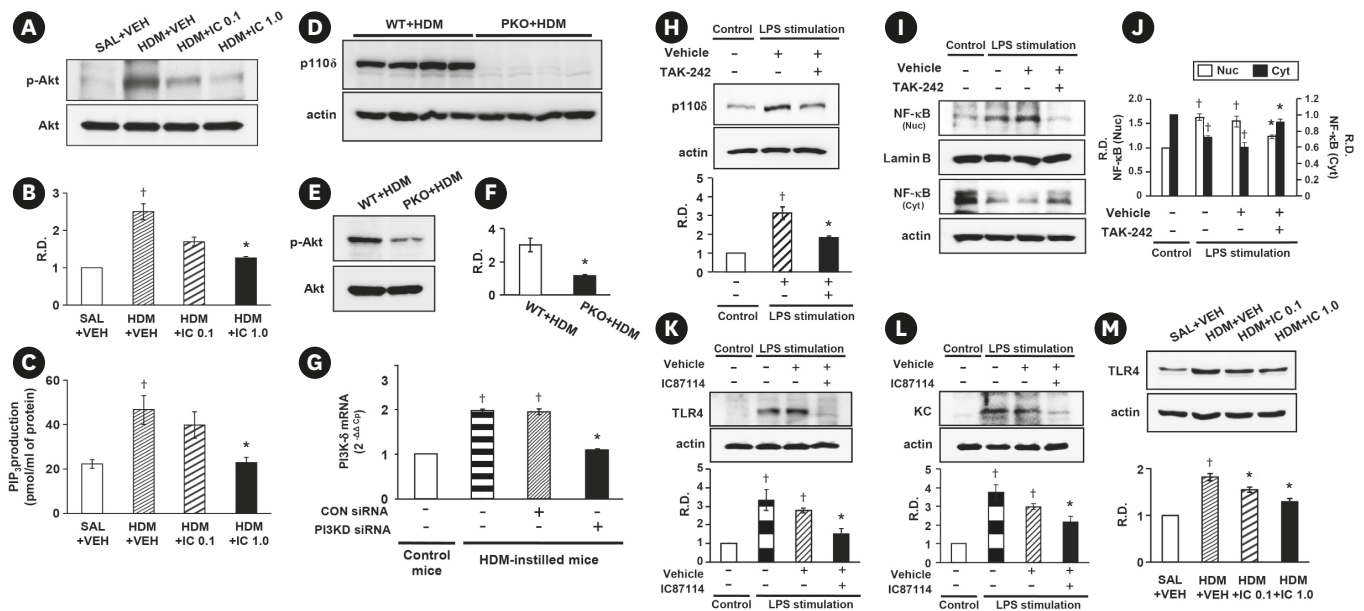 A
SAL+VEH
HDM+VEH
HDM+IC 0.1
HDM+IC 1.0
p-Akt
Akt
B
R.D.
3
2
1
0
†
*
SAL +VEH
HDM +VEH
HDM +IC 0.1
HDM +IC 1.0
C
PIP3production
(pmol/ml of protein)
60
40
20
0
†
*
SAL +VEH
HDM +VEH
HDM +IC 0.1
HDM +IC 1.0
D
WT+HDM
PKO+HDM
p110δ
actin
E
WT+HDM
PKO+HDM
p-Akt
Akt
F
R.D.
4
2
0
*
WT+HDM
PKO+HDM
G
PI3K-δ mRNA
(2 -ΔΔ Cp)
3
2
1
0
† † *
CON siRNA - - + -
PI3KD siRNA - - - +
Control mice
HDM-instilled mice
H
Control LPS stimulation
Vehicle - + +
TAK-242 - - +
p110δ
actin
R.D.
5
4
3
2
1
0
† *
- + +
- - +
Control LPS stimulation
I
Control LPS stimulation
Vehicle - - + +
TAK-242 - - - +
NF-κB
(Nuc)
Lamin B
NF-κB
(Cyt)
actin
J
Nuc Cyt
R.D.
NF-κB (Nuc)
2.0
1.5
1.0
0.5
0
† † † † * *
1.2
1.0
0.8
0.6
0.4
0.2
0
R.D.
NF-κB (Cyt)
Vehicle - - + +
TAK-242 - - - +
Control LPS stimulation
K
Control LPS stimulation
Vehicle - - + +
IC87114 - - - +
TLR4
actin
R.D.
5
4
3
2
1
0
† † *
Vehicle - - + +
IC87114 - - - +
Control LPS stimulation
L
Control LPS stimulation
Vehicle - - + +
IC87114 - - - +
KC
actin
R.D.
5
4
3
2
1
0
† † *
Vehicle - - + +
IC87114 - - - +
Control LPS stimulation
M
SAL+VEH
HDM+VEH
HDM+IC 0.1
HDM+IC 1.0
TLR4
actin
R.D.
2
1
0
† * *
SAL +VEH
HDM +VEH
HDM +IC 0.1
HDM +IC 1.0